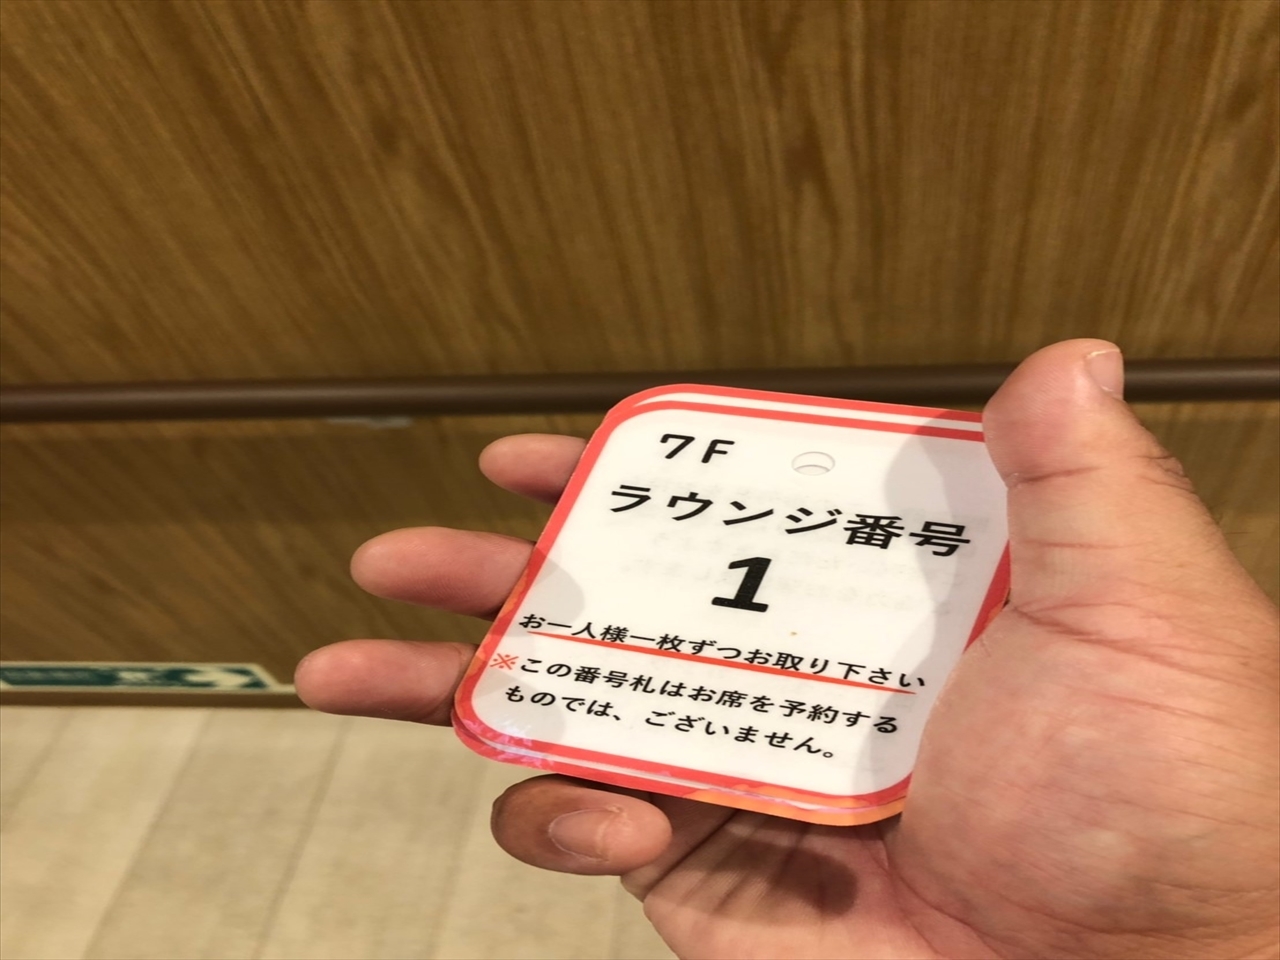 7F
ラウンジ番号
1
お一人様一枚ずつお取り下さい
※この番号札はお席を予約する
ものでは、ございません。